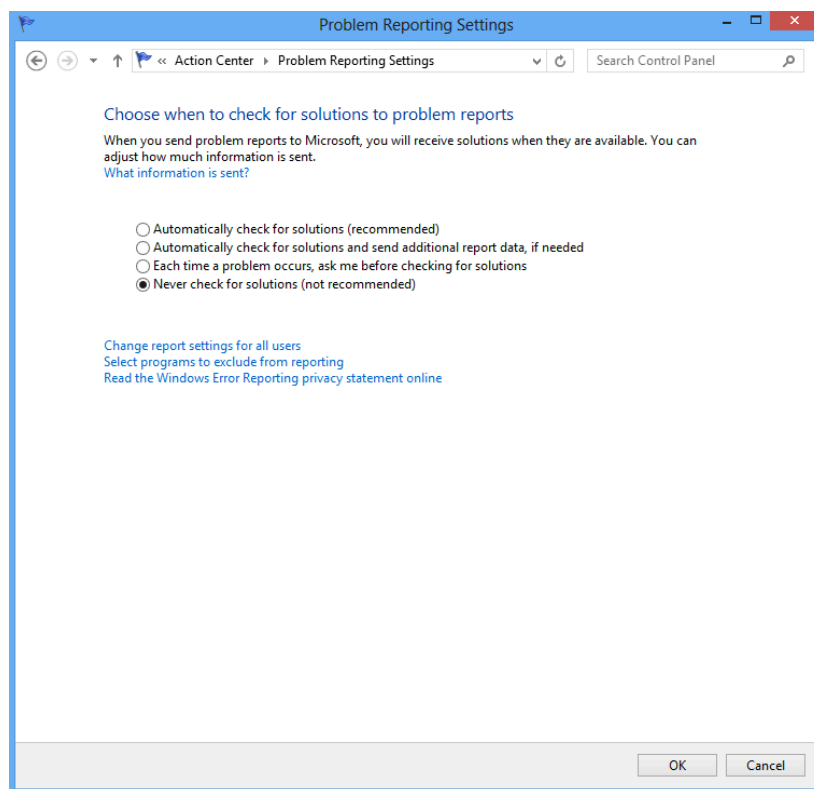 Problem Reporting Settings
« Action Center ▸ Problem Reporting Settings
Search Control Panel
Choose when to check for solutions to problem reports
When you send problem reports to Microsoft, you will receive solutions when they are available. You can
adjust how much information is sent.
What information is sent?
Automatically check for solutions (recommended)
Automatically check for solutions and send additional report data, if needed
Each time a problem occurs, ask me before checking for solutions
Never check for solutions (not recommended)
Change report settings for all users
Select programs to exclude from reporting
Read the Windows Error Reporting privacy statement online
OK
Cancel